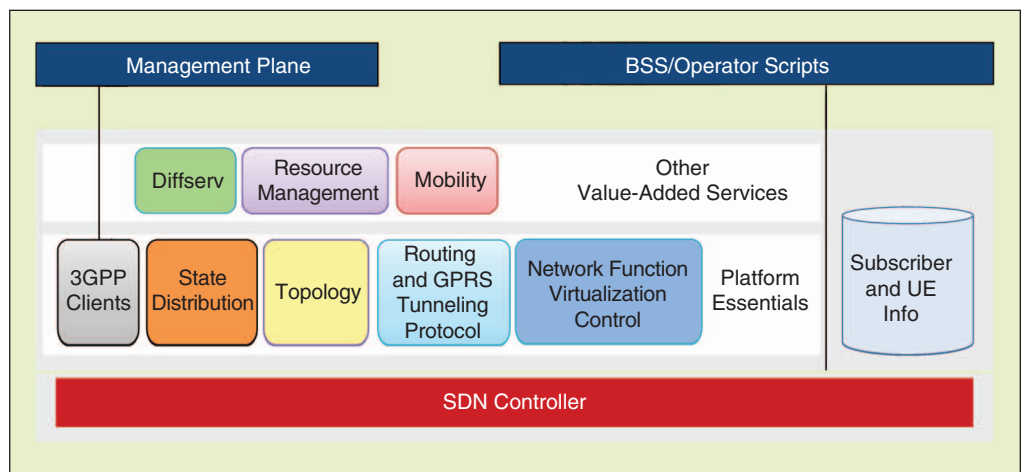 Management Plane
BSS/Operator Scripts
Diffserv
Resource
Management
Mobility
Other
Value-Added Services
3GPP
Clients
State
Distribution
Topology
Routing
and GPRS
Tunneling
Protocol
Network Function
Virtualization
Control
Platform
Essentials
Subscriber
and UE
Info
SDN Controller